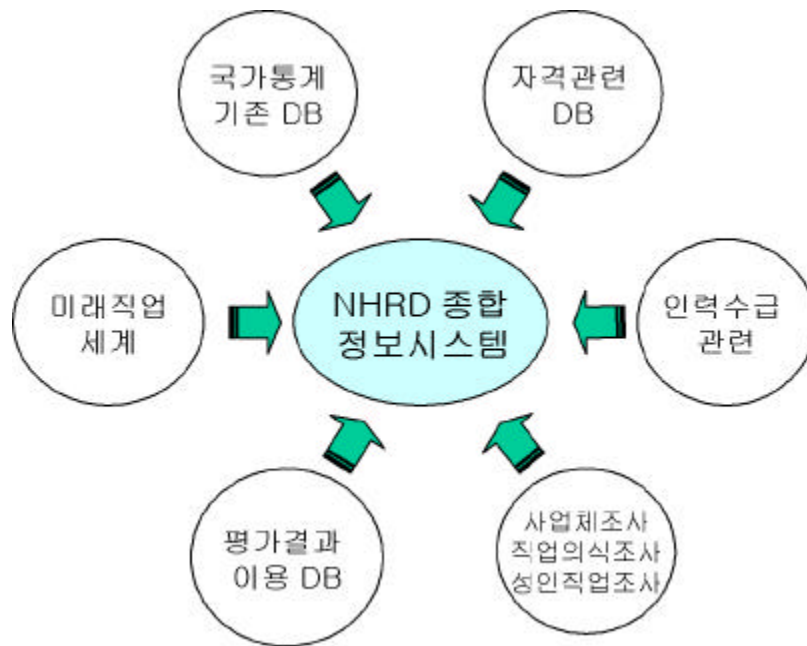 국가통계
기존 DB
자격관련
DB
미래직업
세계
NHRD 종합
정보시스템
인력수급
관련
평가결과
이용 DB
사업체조사
직업의식조사
성인직업조사